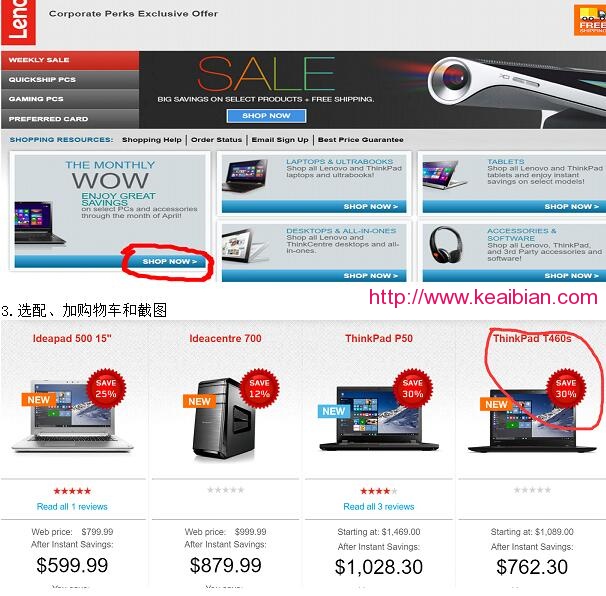 Leno
Corporate Perks Exclusive Offer
FREE
WEEKLY SALE
QUICKSHIP PCS
GAMING PCS
PREFERRED CARD
SALE
BIG SAVINGS ON SELECT PRODUCTS + FREE SHIPPING.
SHOP NOW
SHOPPING RESOURCES: Shopping Help | Order Status | Email Sign Up | Best Price Guarantee
THE MONTHLY
WOW
ENJOY GREAT
SAVINGS
on select PCs and accessories
through the month of April!
SHOP NOW >
LAPTOPS & ULTRABOOKS
Shop all Lenovo and ThinkPad
laptops and ultrabooks!
SHOP NOW >
TABLETS
Shop all Lenovo and ThinkPad
tablets and enjoy instant
savings on select models!
SHOP NOW >
DESKTOPS & ALL-IN-ONES
Shop all Lenovo and
ThinkCentre desktops and all-
in-ones.
SHOP NOW >
ACCESSORIES &
SOFTWARE
Shop all Lenovo, ThinkPad,
and 3rd Party accessories and
software!
SHOP NOW >
http://www.keaibian.com
3.选配、加购物车和截图
Ideapad 500 15"
SAVE
25%
NEW
Read all 1 reviews
Web price: $799.99
After Instant Savings:
$599.99
Ideacentre 700
SAVE
12%
NEW
Web price: $999.99
After Instant Savings:
$879.99
ThinkPad P50
SAVE
30%
NEW
Read all 3 reviews
Starting at: $1,469.00
After Instant Savings:
$1,028.30
ThinkPad T460s
SAVE
30%
NEW
Starting at: $1,089.00
After Instant Savings:
$762.30